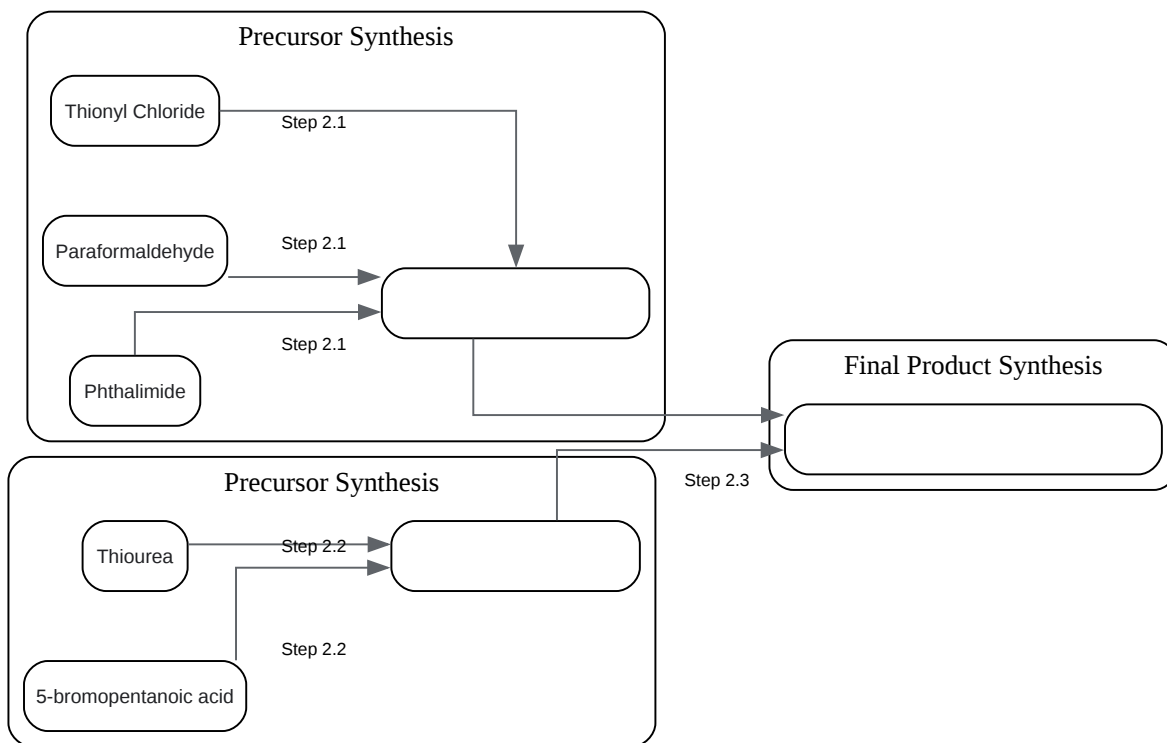 Precursor Synthesis
Thionyl Chloride
Step 2.1
Paraformaldehyde
Step 2.1
Step 2.1
Phthalimide
Final Product Synthesis
Precursor Synthesis
Step 2.3
Thiourea
Step 2.2
Step 2.2
5-bromopentanoic acid